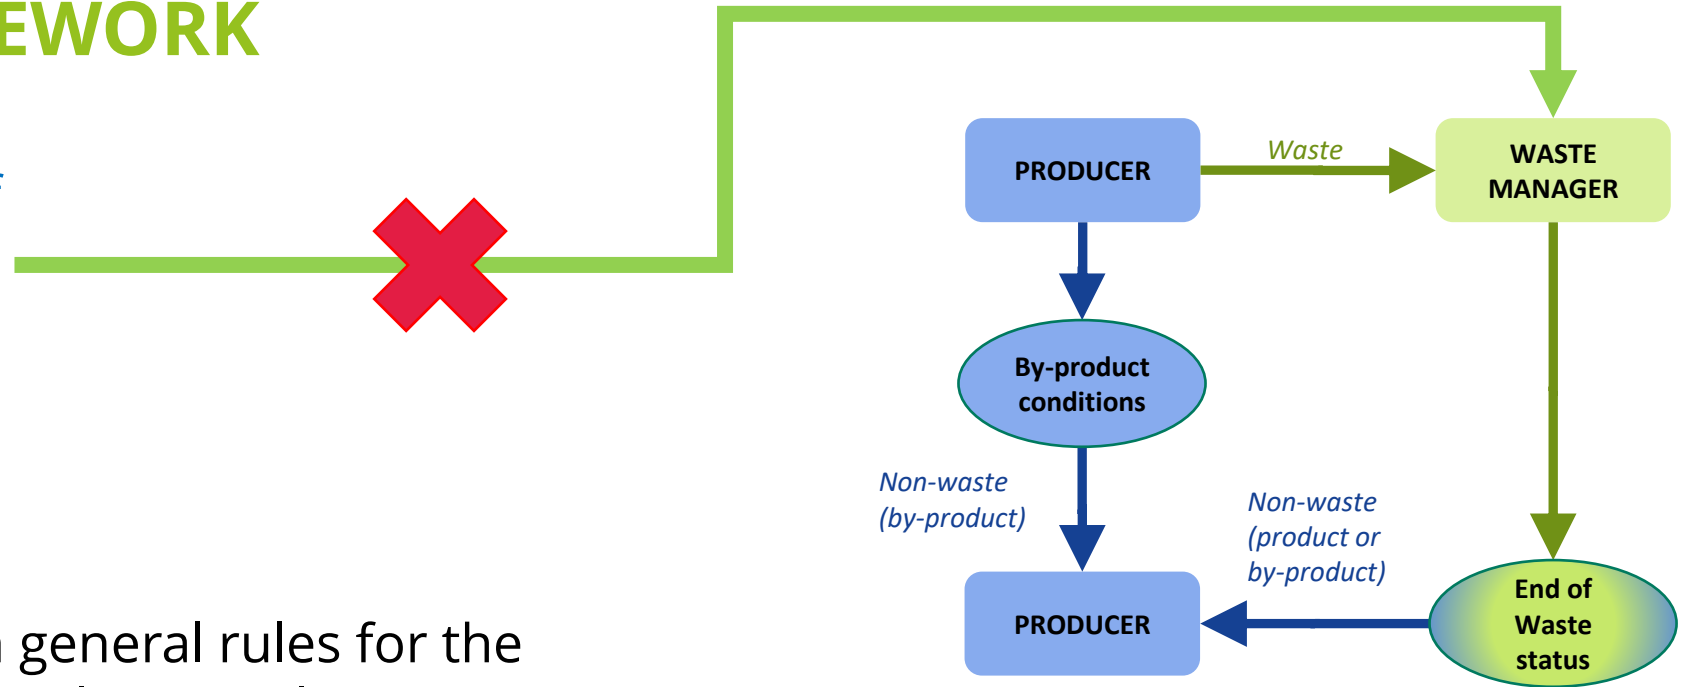 EWORK
PRODUCER
Waste
WASTE
MANAGER
By-product
conditions
Non-waste
(by-product)
Non-waste
(product or
by-product)
PRODUCER
End of
Waste
status
general rules for the